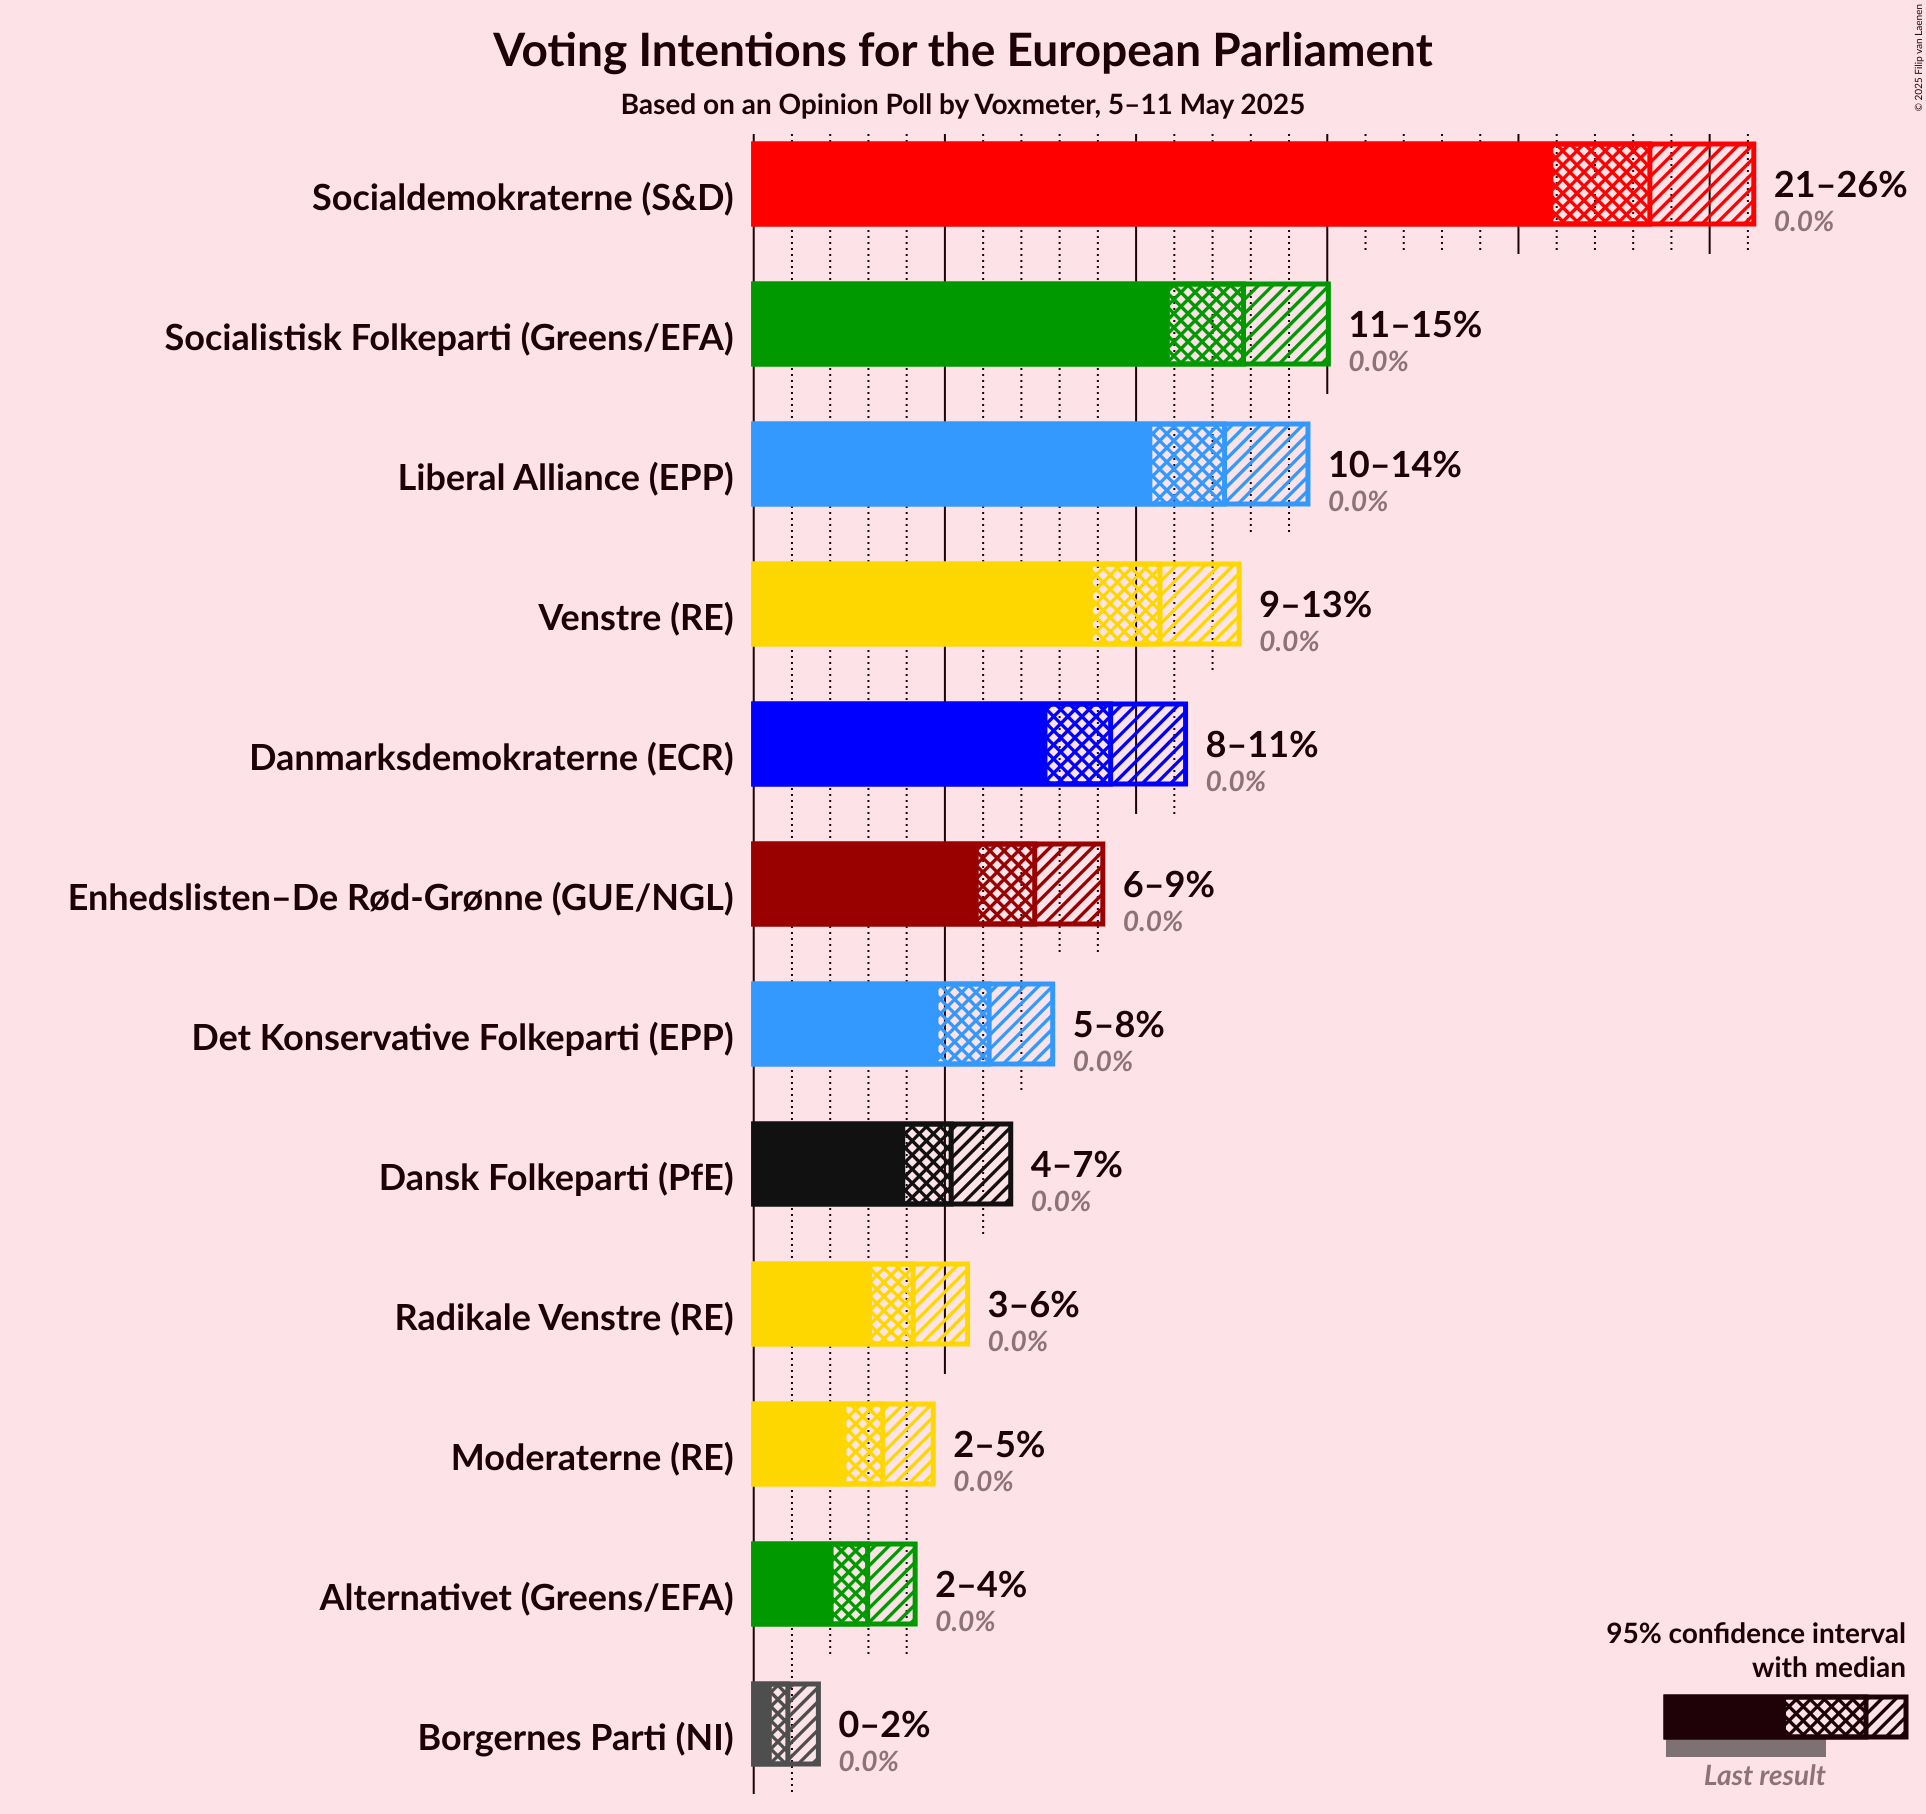 Voting Intentions for the European Parliament
Based on an Opinion Poll by Voxmeter, 5–11 May 2025
© 2025 Filip van Laenen
Socialdemokraterne (S&D)
21–26%
0.0%
Socialistisk Folkeparti (Greens/EFA)
11–15%
0.0%
Liberal Alliance (EPP)
10–14%
0.0%
Venstre (RE)
9–13%
0.0%
Danmarksdemokraterne (ECR)
8–11%
0.0%
Enhedslisten–De Rød-Grønne (GUE/NGL)
6–9%
0.0%
Det Konservative Folkeparti (EPP)
5–8%
0.0%
Dansk Folkeparti (PfE)
4–7%
0.0%
Radikale Venstre (RE)
3–6%
0.0%
Moderaterne (RE)
2–5%
0.0%
Alternativet (Greens/EFA)
2–4%
0.0%
Borgernes Parti (NI)
0–2%
0.0%
95% confidence interval
with median
Last result